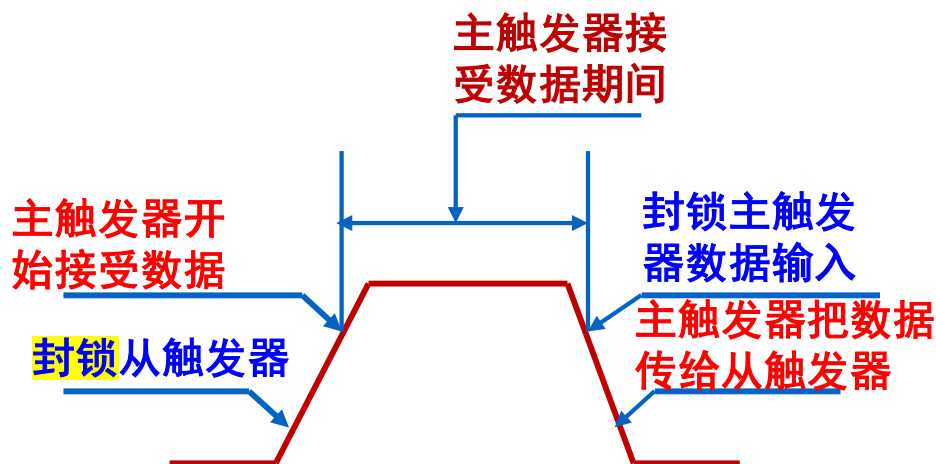 主触发器接
受数据期间
主触发器开
始接受数据
封锁从触发器
封锁主触发
器数据输入
主触发器把数据
传给从触发器